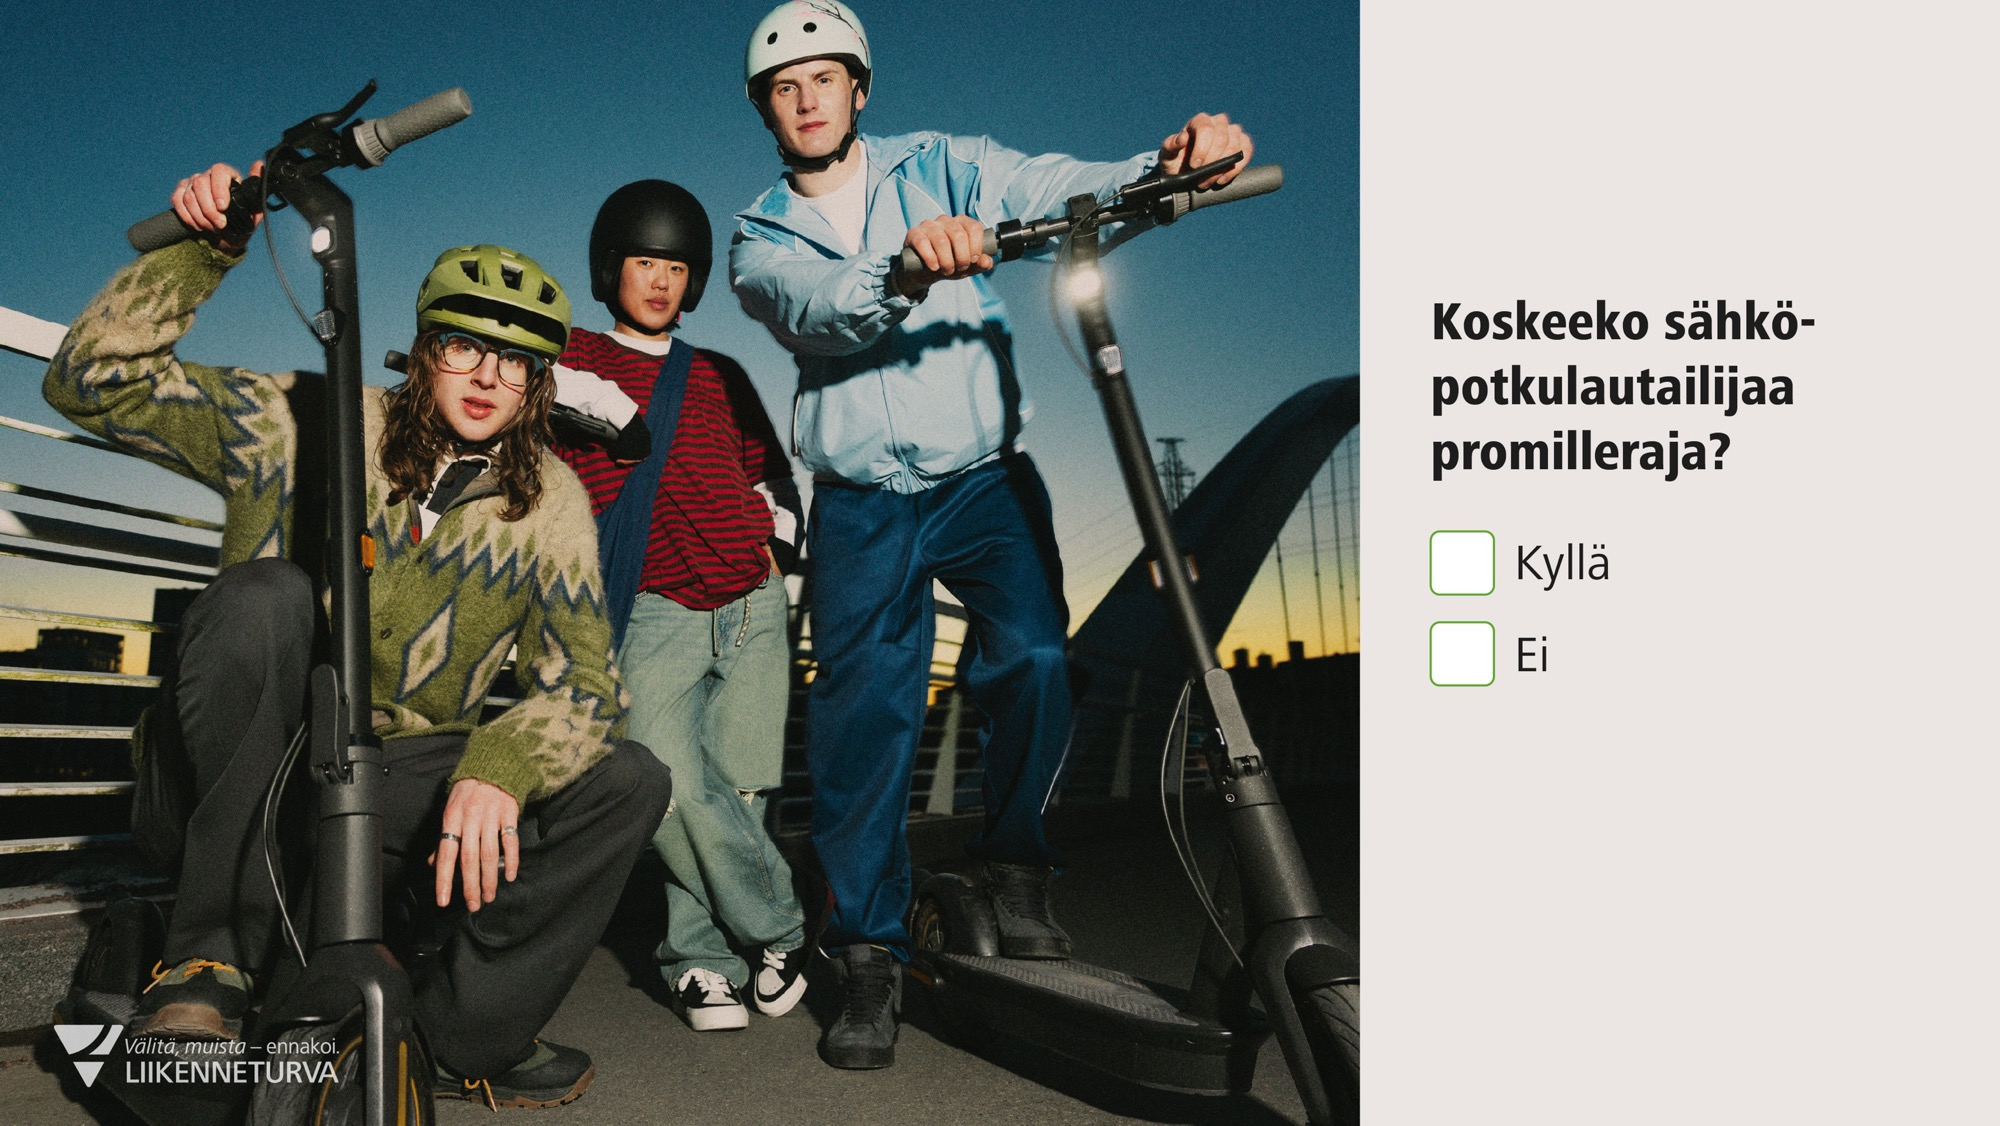 Koskeeko sähkö-
potkulautailijaa
promilleraja?
Kyllä
Ei
Välitä, muista – ennakoi.
LIIKENNETURVA